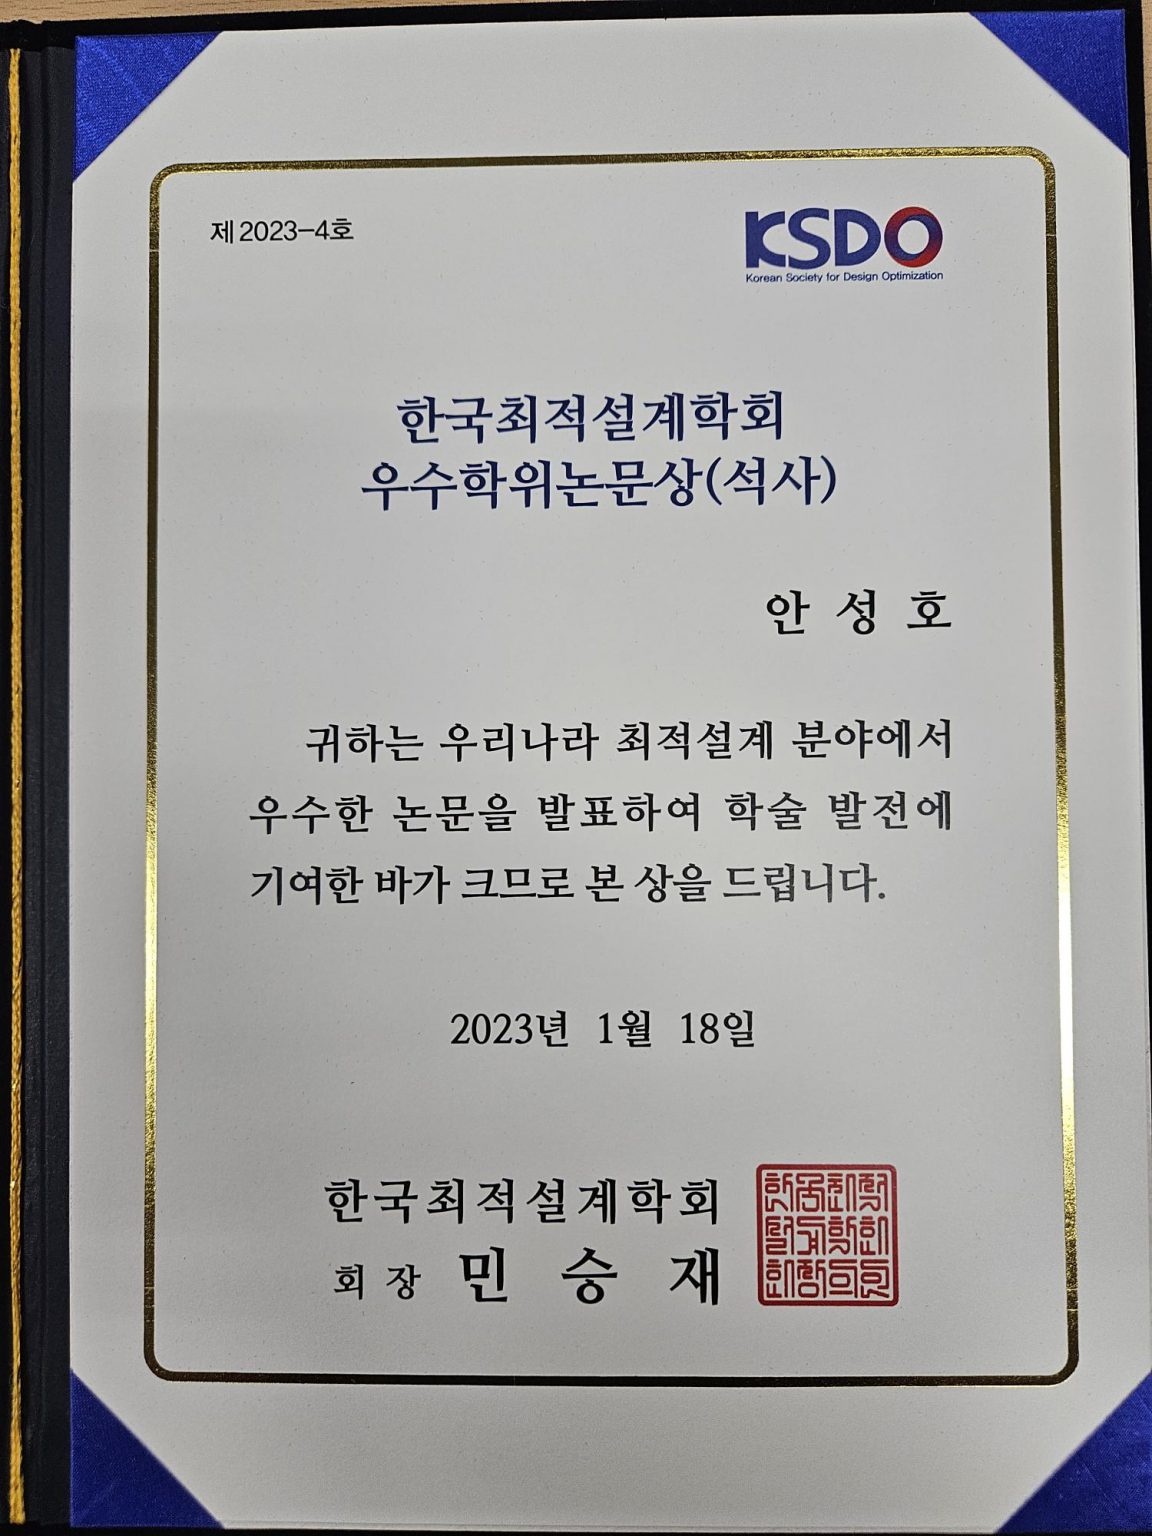 제 2023-4호
KSDO
Korean Society for Design Optimization
한국최적설계학회
우수학위논문상(석사)
안 성 호
귀하는 우리나라 최적설계 분야에서
우수한 논문을 발표하여 학술 발전에
기여한 바가 크므로 본 상을 드립니다.
2023년 1월 18일
한국최적설계학회
회 장 민 승 재